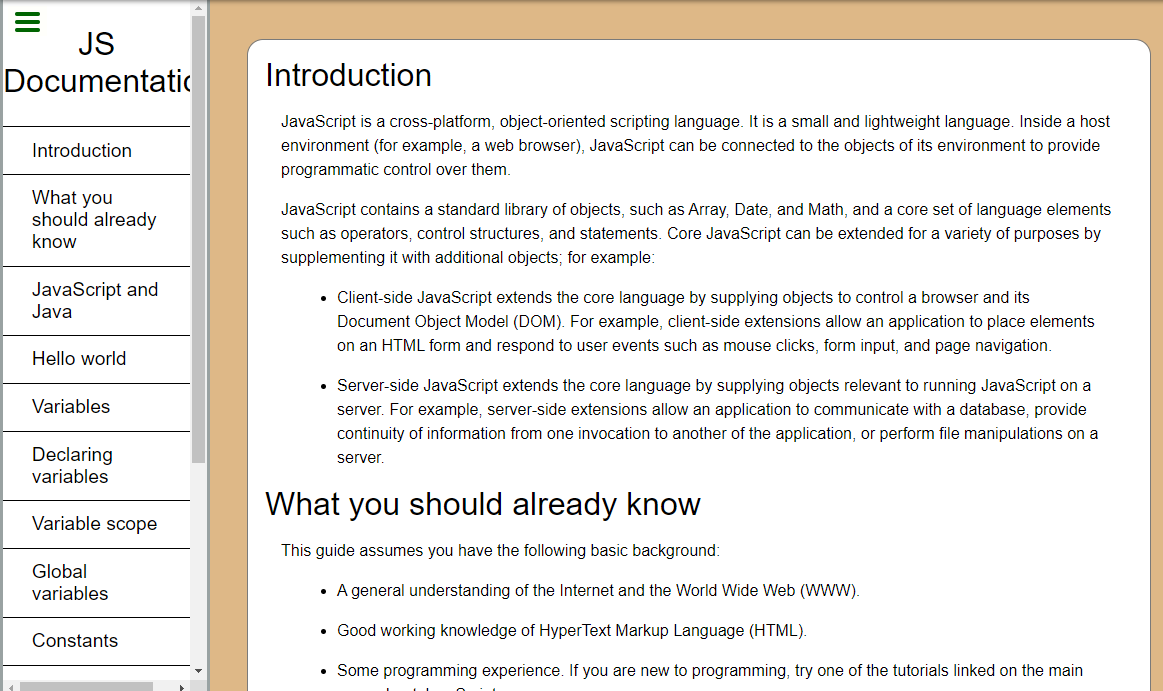 JS
Documentatio
Introduction
What you
should already
know
JavaScript and
Java
Hello world
Variables
Declaring
variables
Variable scope
Global
variables
Constants
Introduction
JavaScript is a cross-platform, object-oriented scripting language. It is a small and lightweight language. Inside a host
environment (for example, a web browser), JavaScript can be connected to the objects of its environment to provide
programmatic control over them.
JavaScript contains a standard library of objects, such as Array, Date, and Math, and a core set of language elements
such as operators, control structures, and statements. Core JavaScript can be extended for a variety of purposes by
supplementing it with additional objects; for example:
• Client-side JavaScript extends the core language by supplying objects to control a browser and its
Document Object Model (DOM). For example, client-side extensions allow an application to place elements
on an HTML form and respond to user events such as mouse clicks, form input, and page navigation.
• Server-side JavaScript extends the core language by supplying objects relevant to running JavaScript on a
server. For example, server-side extensions allow an application to communicate with a database, provide
continuity of information from one invocation to another of the application, or perform file manipulations on a
server.
What you should already know
This guide assumes you have the following basic background:
• A general understanding of the Internet and the World Wide Web (WWW).
• Good working knowledge of HyperText Markup Language (HTML).
• Some programming experience. If you are new to programming, try one of the tutorials linked on the main